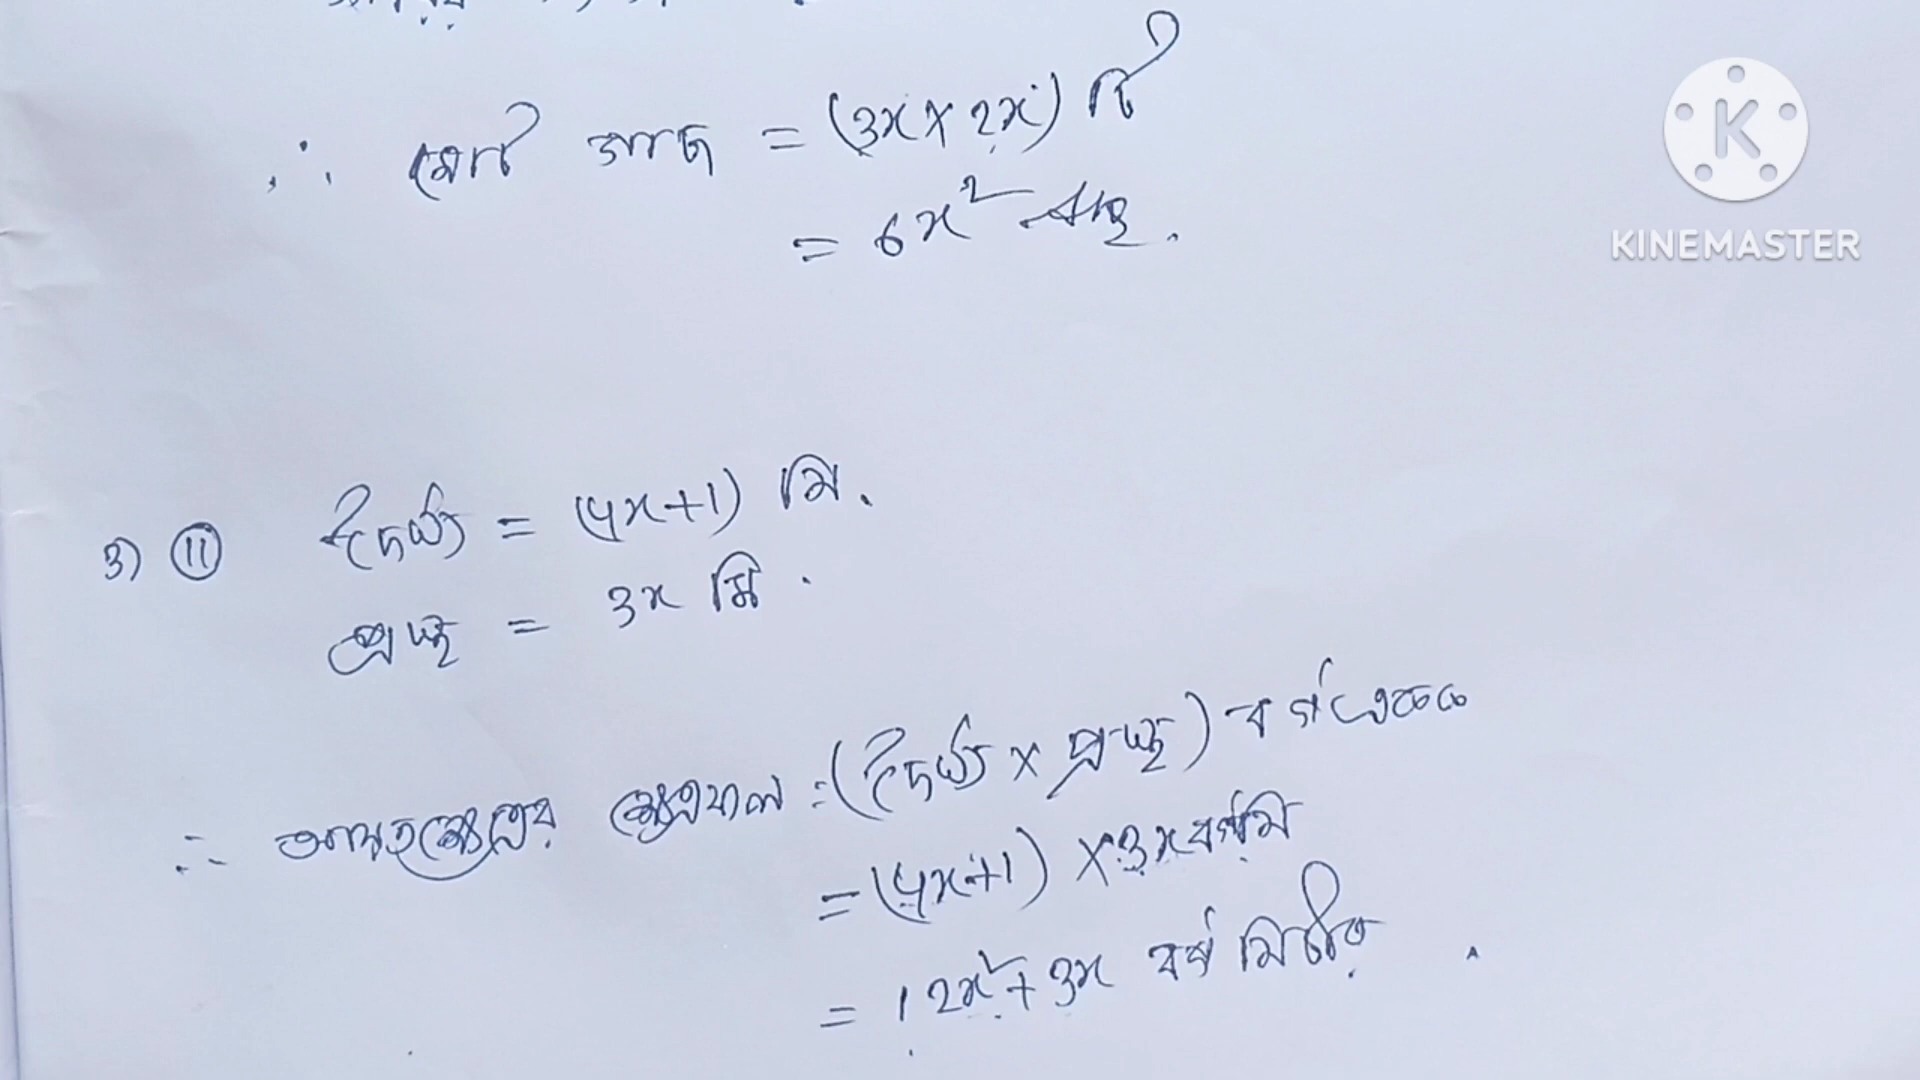 ∴ মোট গাছ = (3x × 2x) টি
= 6x² গাছ.
KINEMASTER
3) 11 দৈর্ঘ্য = (4x+1) মি.
প্রস্থ = 3x মি.
∴ আয়তক্ষেত্রের ক্ষেত্রফল = (দৈর্ঘ্য × প্রস্থ) বর্গএকক
= (4x+1) × 3x বর্গমি
= 12x² + 3x বর্গ মিটার.